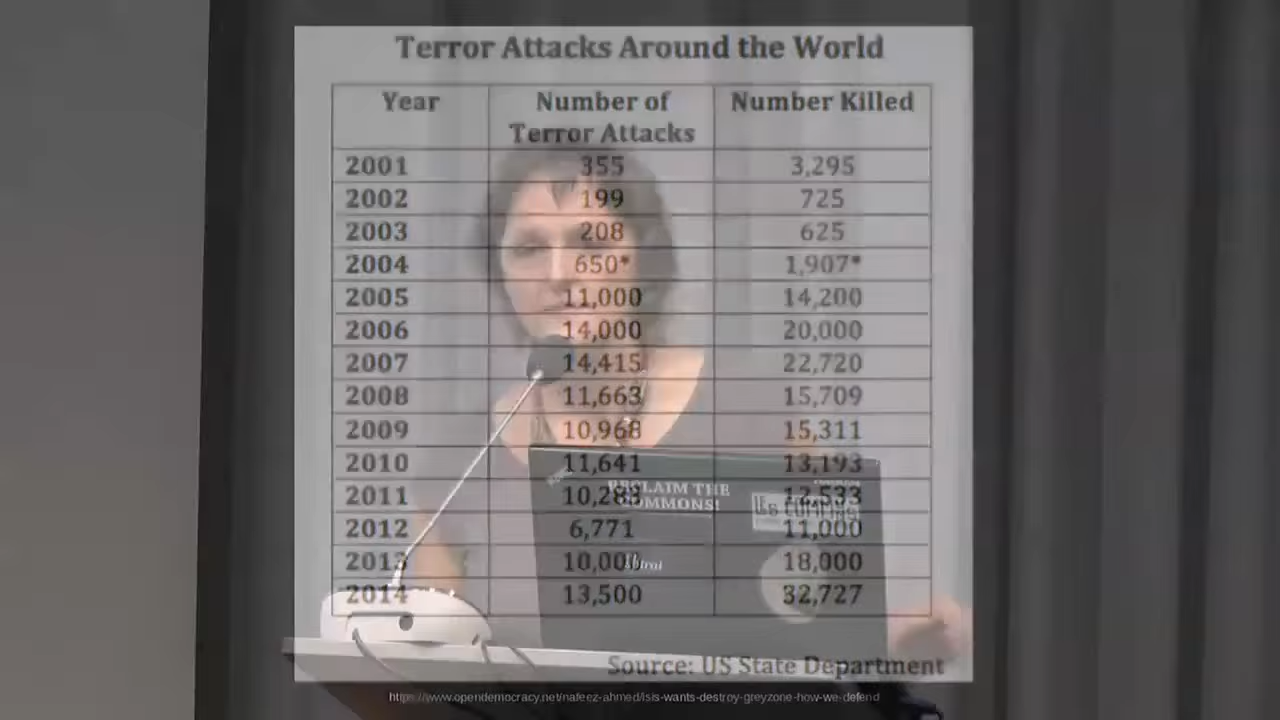 Terror Attacks Around the World
Year Number of Terror Attacks Number Killed
2001 355 3,295
2002 199 725
2003 208 625
2004 650* 1,907*
2005 11,000 14,200
2006 14,000 20,000
2007 14,415 22,720
2008 11,663 15,709
2009 10,968 15,311
2010 11,641 13,193
2011 10,283 12,533
2012 6,771 11,000
2013 10,000 18,000
2014 13,500 32,727
RECLAIM THE
COMMONS!
Source: US State Department
https://www.opendemocracy.net/nafeez-ahmed/isis-wants-destroy-greyzone-how-we-defend